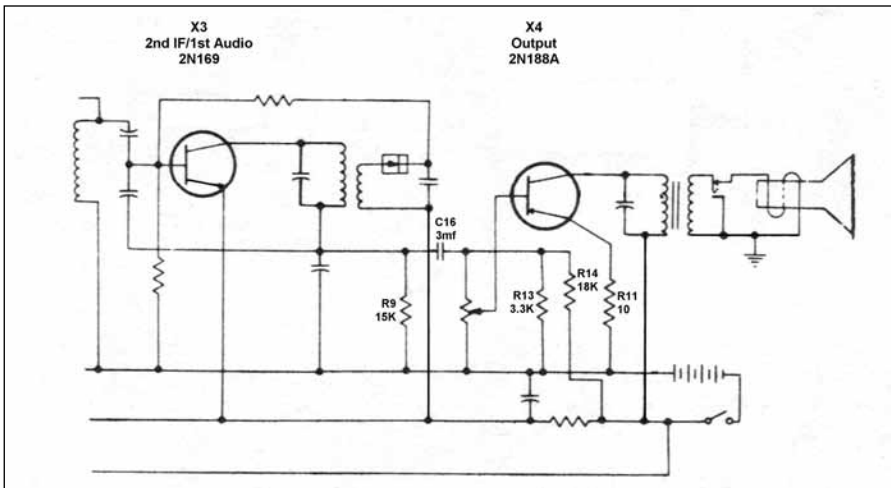 X3
2nd IF/1st Audio
2N169
X4
Output
2N188A
C16
3mf
R9
15K
R13
3.3K
R14
18K
R11
10